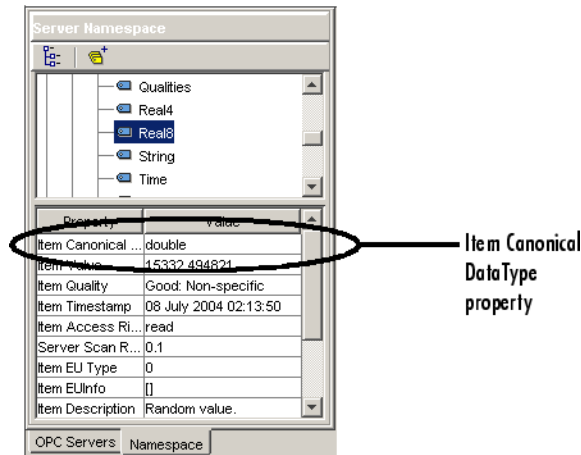 Server Namespace
Qualities
Real4
Real8
String
Time
Property Value
Item Canonical ... double
Item Value 15332.494821
Item Quality Good: Non-specific
Item Timestamp 08 July 2004 02:13:50
Item Access Ri... read
Server Scan R... 0.1
Item EU Type 0
Item EUInfo []
Item Description Random value.
OPC Servers Namespace
Item Canonical
DataType
property